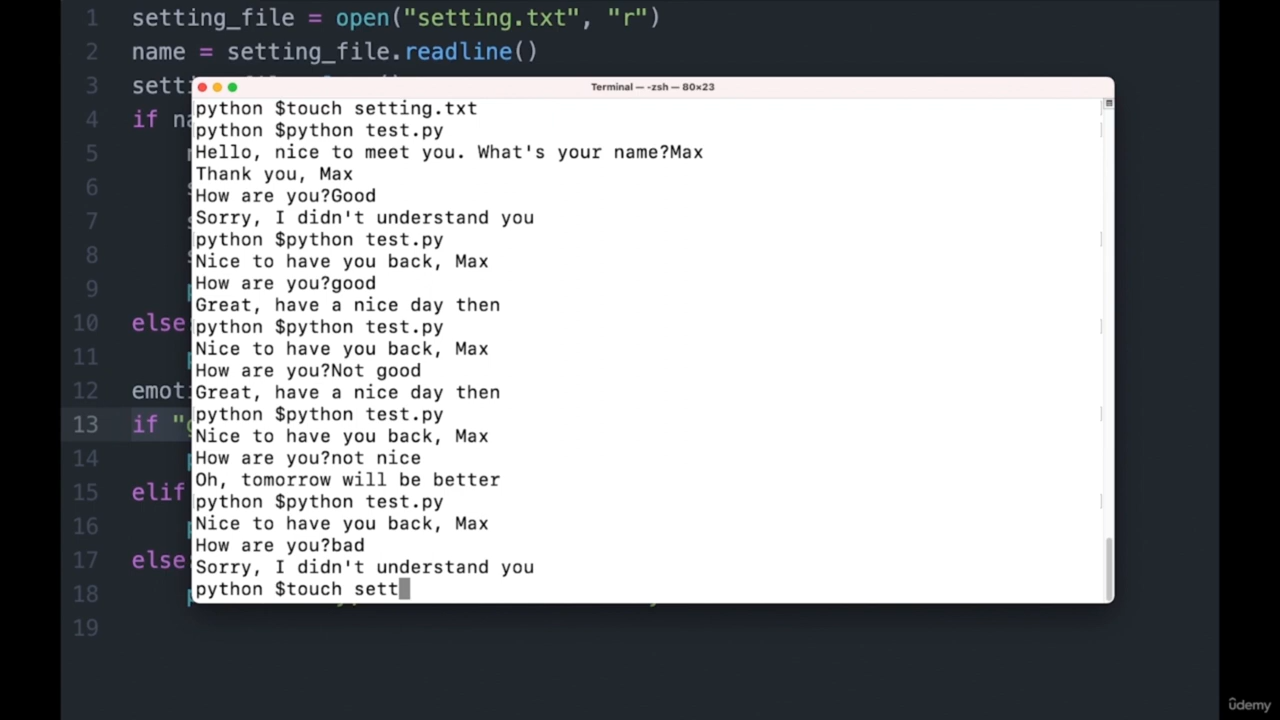 1 setting_file = open("setting.txt", "r")
2 name = setting_file.readline()
3
4 if
5
6
7
8
9
10 else
11
12
13 if "g
14
15 elif
16
17 else
18
19
Terminal — -zsh — 80×23
python $touch setting.txt
python $python test.py
Hello, nice to meet you. What's your name?Max
Thank you, Max
How are you?Good
Sorry, I didn't understand you
python $python test.py
Nice to have you back, Max
How are you?good
Great, have a nice day then
python $python test.py
Nice to have you back, Max
How are you?Not good
Great, have a nice day then
python $python test.py
Nice to have you back, Max
How are you?not nice
Oh, tomorrow will be better
python $python test.py
Nice to have you back, Max
How are you?bad
Sorry, I didn't understand you
python $touch sett
ûdemy